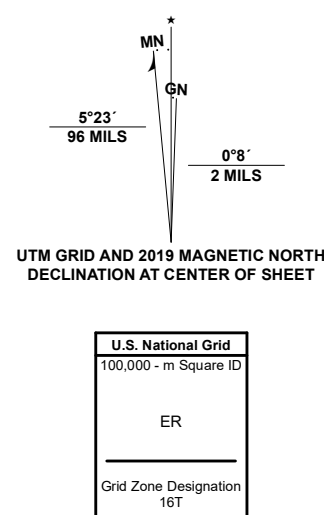 ★
MN
GN
5°23´
96 MILS
0°8´
2 MILS
UTM GRID AND 2019 MAGNETIC NORTH
DECLINATION AT CENTER OF SHEET
U.S. National Grid
100,000 - m Square ID
ER
Grid Zone Designation
16T